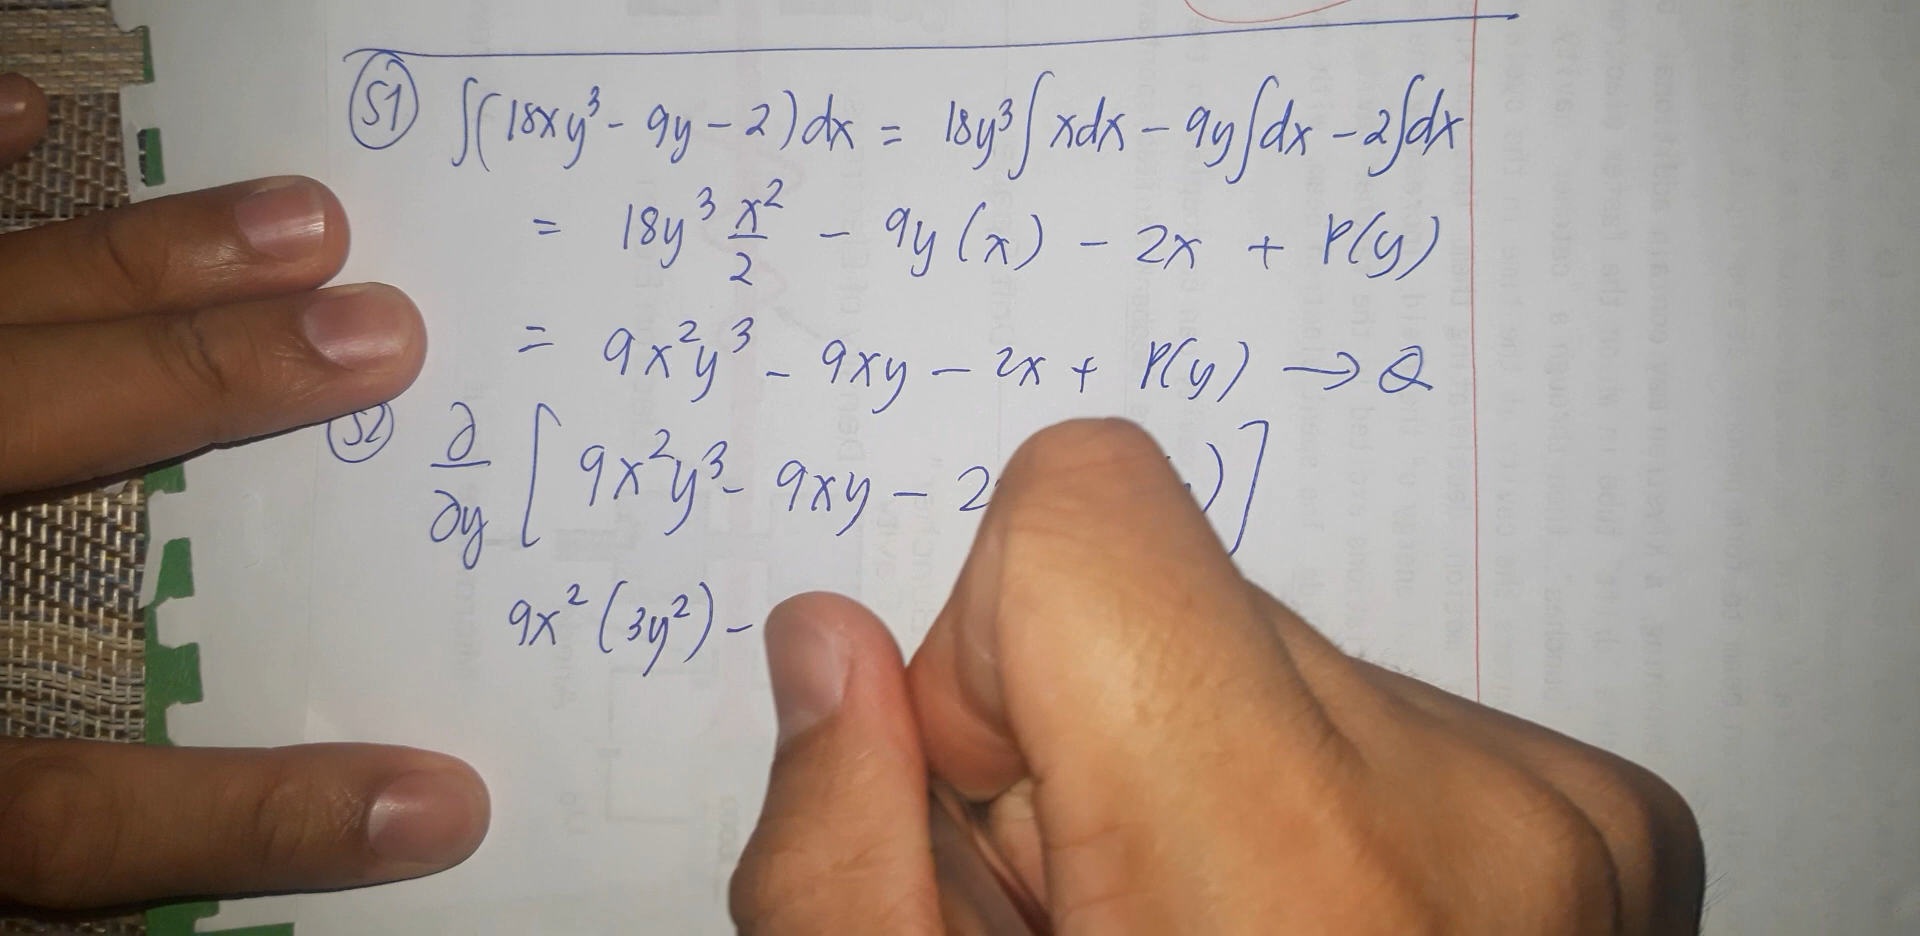 S1 ∫(18xy³ - 9y - 2)dx = 18y³∫xdx - 9y∫dx - 2∫dx
= 18y³ x²/2 - 9y(x) - 2x + P(y)
= 9x²y³ - 9xy - 2x + P(y) → Q
S2 ∂/∂y [9x²y³ - 9xy - 2 )]
9x²(3y²) -